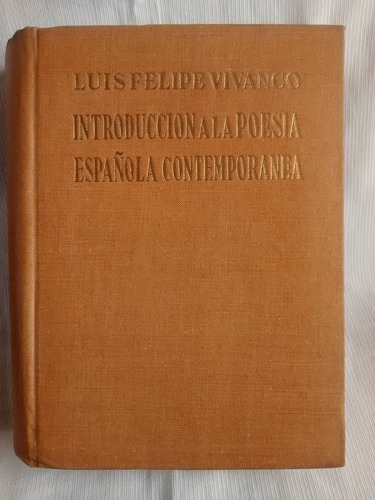 LUIS FELIPE VIVANCO
INTRODUCCION A LA POESIA
ESPAÑOLA CONTEMPORANEA